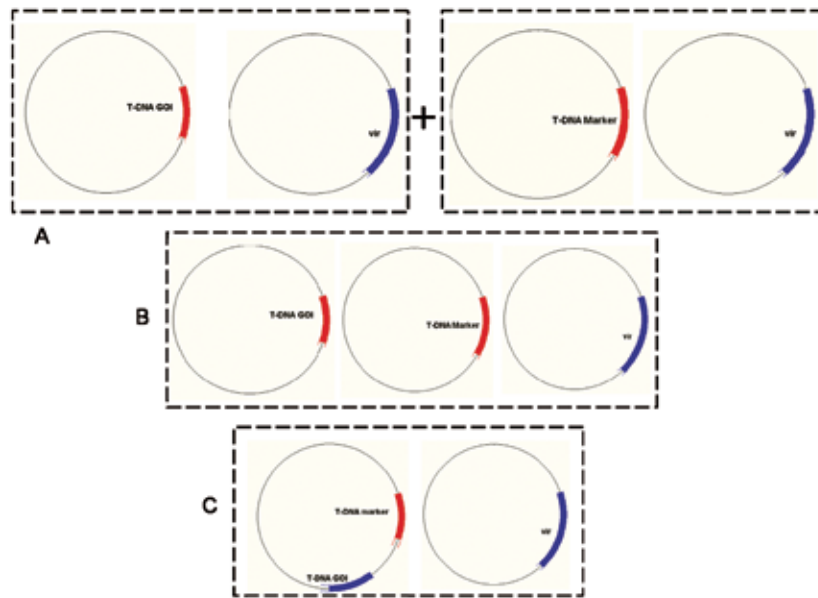 T-DNA GOI
vir
+
T-DNA Marker
vir
A
B
T-DNA GOI
T-DNA Marker
vir
C
T-DNA marker
vir
T-DNA GOI